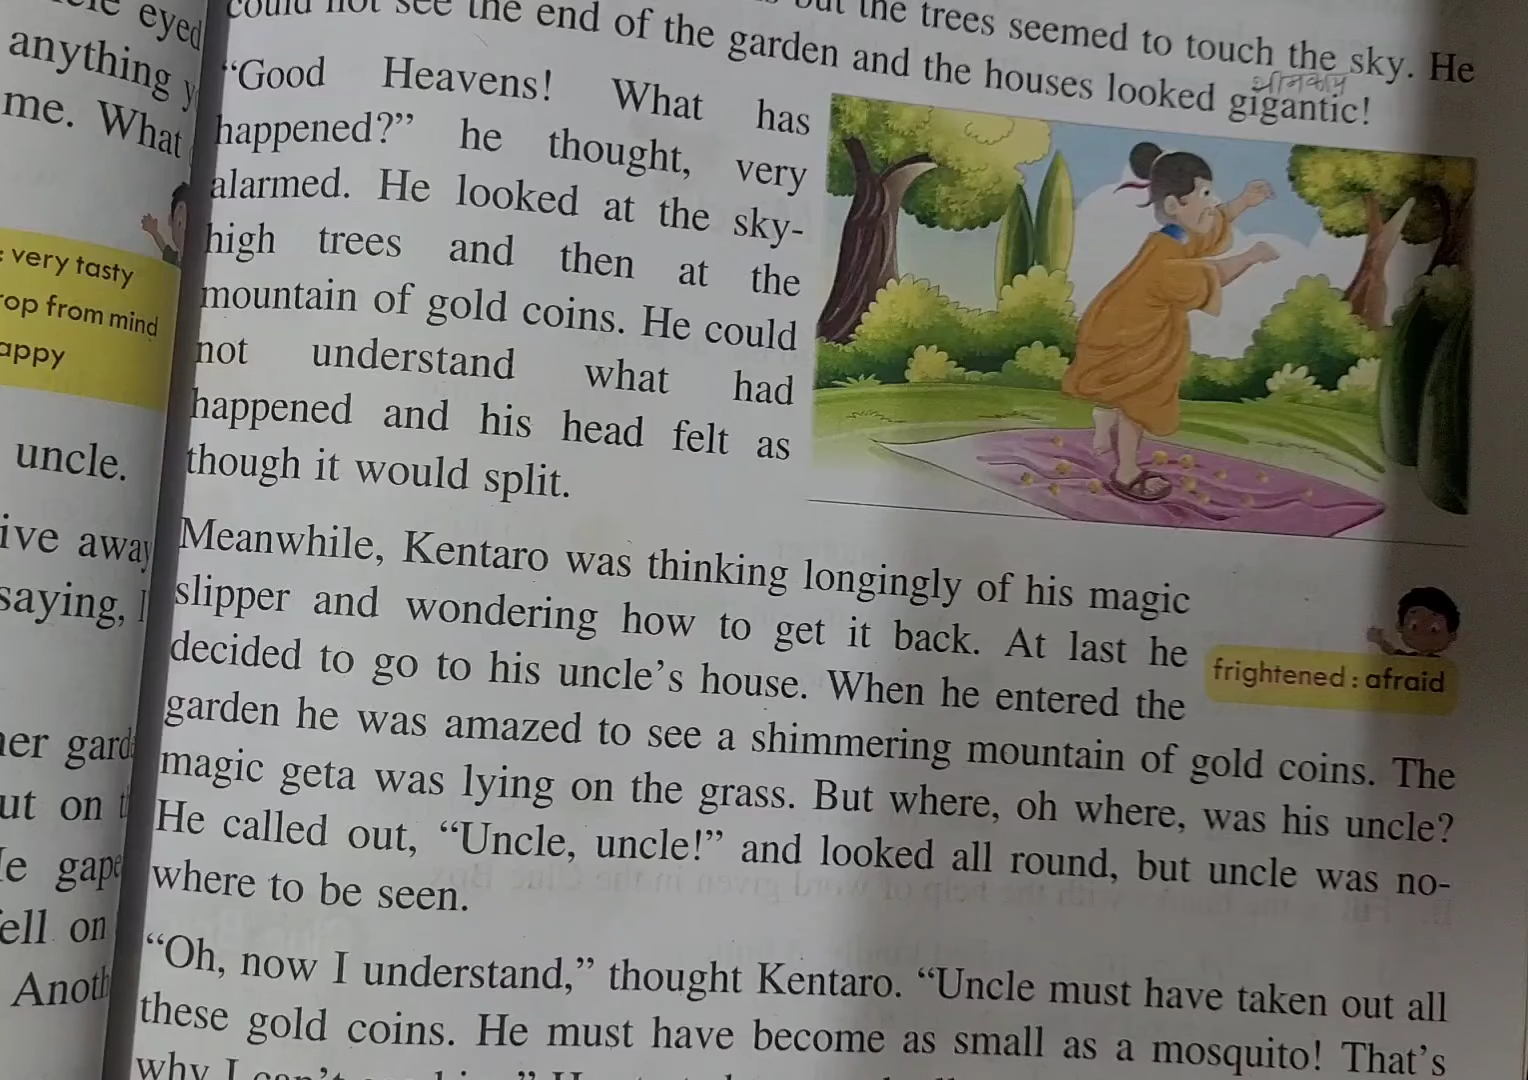 eyed
anything
me. What
very tasty
op from mind
appy
uncle.
ive away
saying,
er gard
ut on
e gape
ell on
Anoth
could not see the end of the garden and the houses looked gigantic!
but the trees seemed to touch the sky. He
भीमकाय
“Good Heavens! What has
happened?” he thought, very
alarmed. He looked at the sky-
high trees and then at the
mountain of gold coins. He could
not understand what had
happened and his head felt as
though it would split.
Meanwhile, Kentaro was thinking longingly of his magic
slipper and wondering how to get it back. At last he
decided to go to his uncle’s house. When he entered the
frightened : afraid
garden he was amazed to see a shimmering mountain of gold coins. The
magic geta was lying on the grass. But where, oh where, was his uncle?
He called out, “Uncle, uncle!” and looked all round, but uncle was no-
where to be seen.
“Oh, now I understand,” thought Kentaro. “Uncle must have taken out all
these gold coins. He must have become as small as a mosquito! That’s
why I can’t